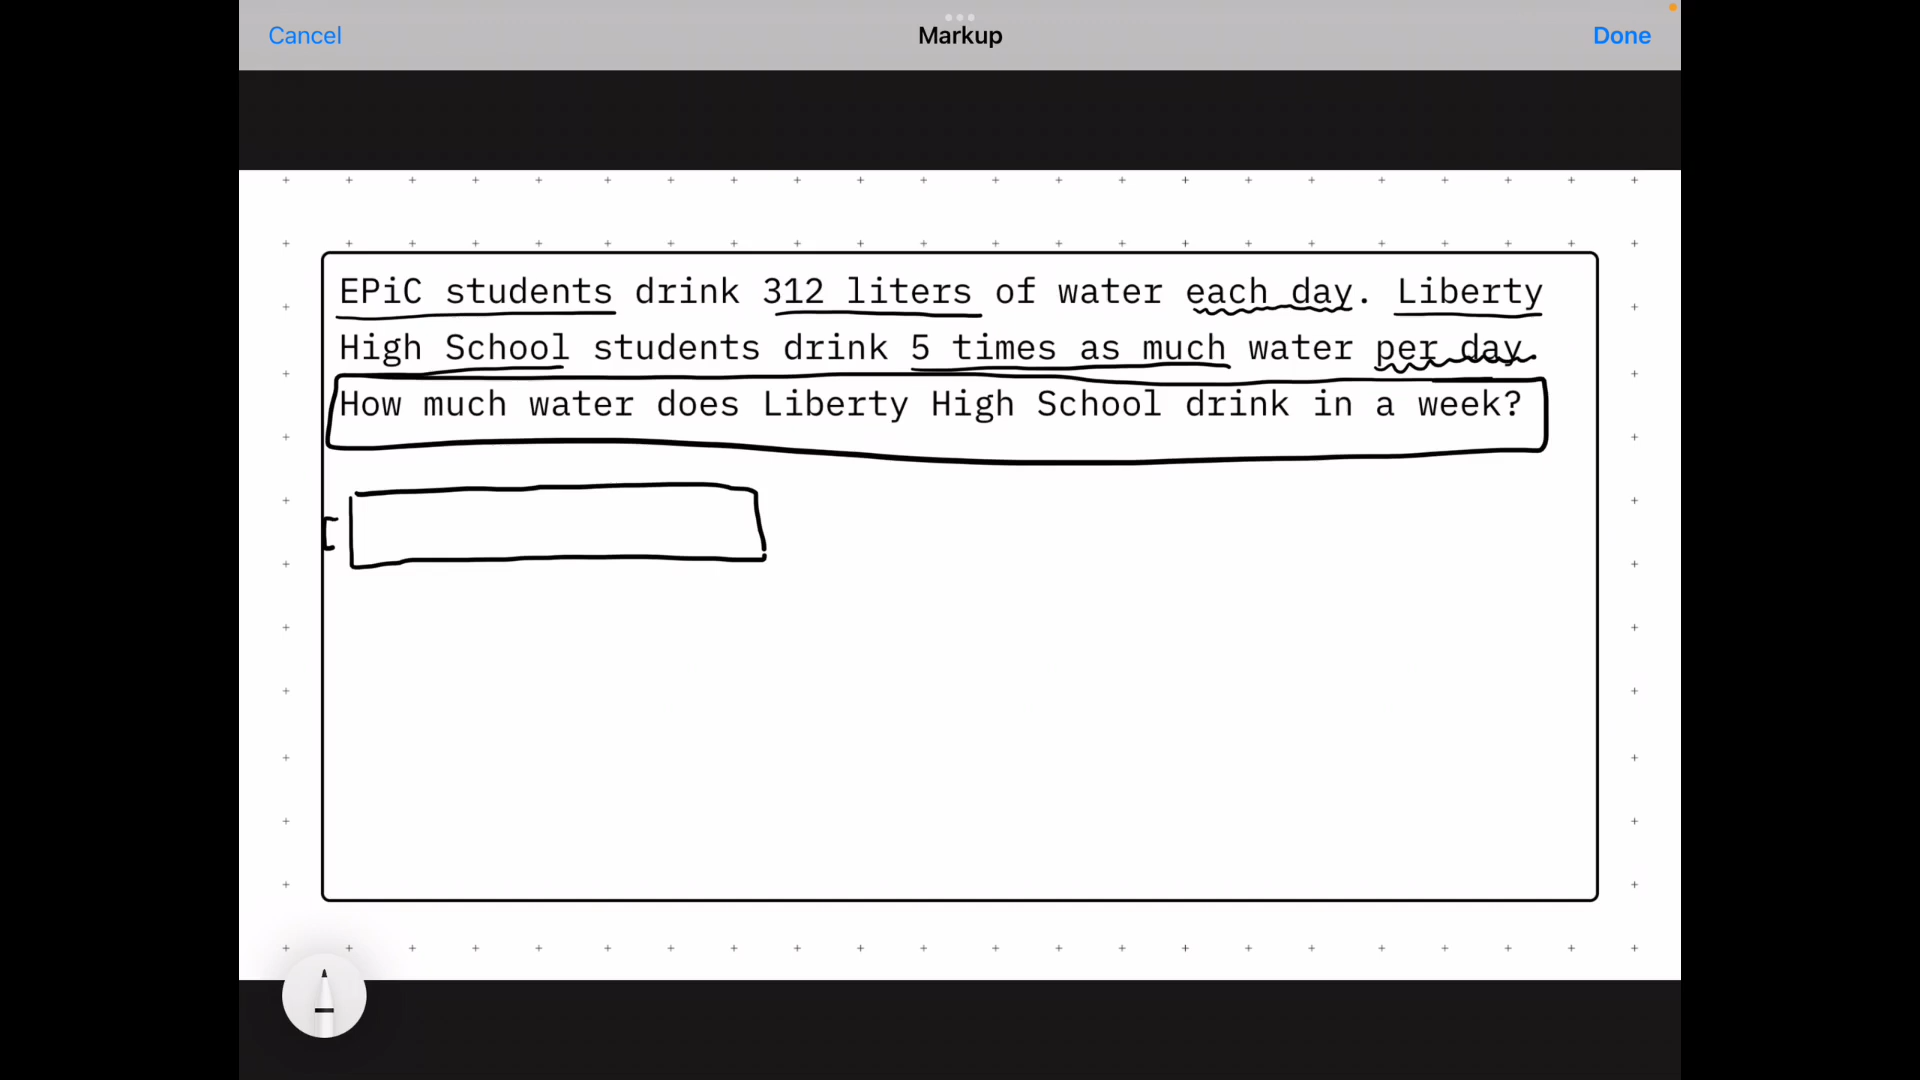 Cancel Markup Done
EPiC students drink 312 liters of water each day. Liberty
High School students drink 5 times as much water per day.
How much water does Liberty High School drink in a week?
E